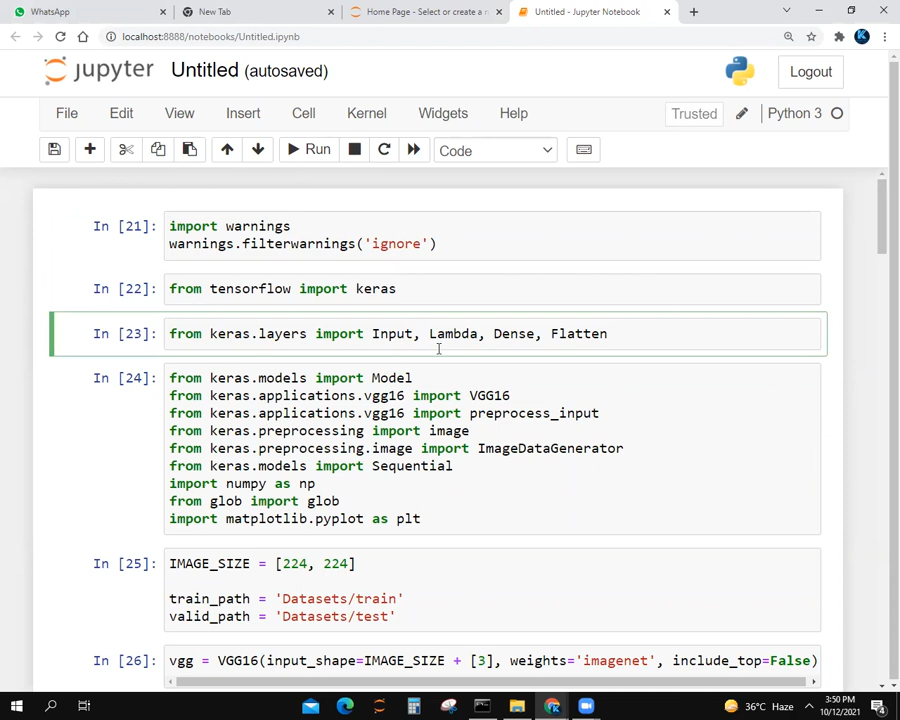 WhatsApp
New Tab
Home Page - Select or create a n
Untitled - Jupyter Notebook
localhost:8888/notebooks/Untitled.ipynb
K
jupyter Untitled (autosaved)
Logout
File Edit View Insert Cell Kernel Widgets Help
Trusted Python 3
Run Code
In [21]: import warnings
warnings.filterwarnings('ignore')
In [22]: from tensorflow import keras
In [23]: from keras.layers import Input, Lambda, Dense, Flatten
In [24]: from keras.models import Model
from keras.applications.vgg16 import VGG16
from keras.applications.vgg16 import preprocess_input
from keras.preprocessing import image
from keras.preprocessing.image import ImageDataGenerator
from keras.models import Sequential
import numpy as np
from glob import glob
import matplotlib.pyplot as plt
In [25]: IMAGE_SIZE = [224, 224]
train_path = 'Datasets/train'
valid_path = 'Datasets/test'
In [26]: vgg = VGG16(input_shape=IMAGE_SIZE + [3], weights='imagenet', include_top=False)
36°C Haze
3:50 PM
10/12/2021
4